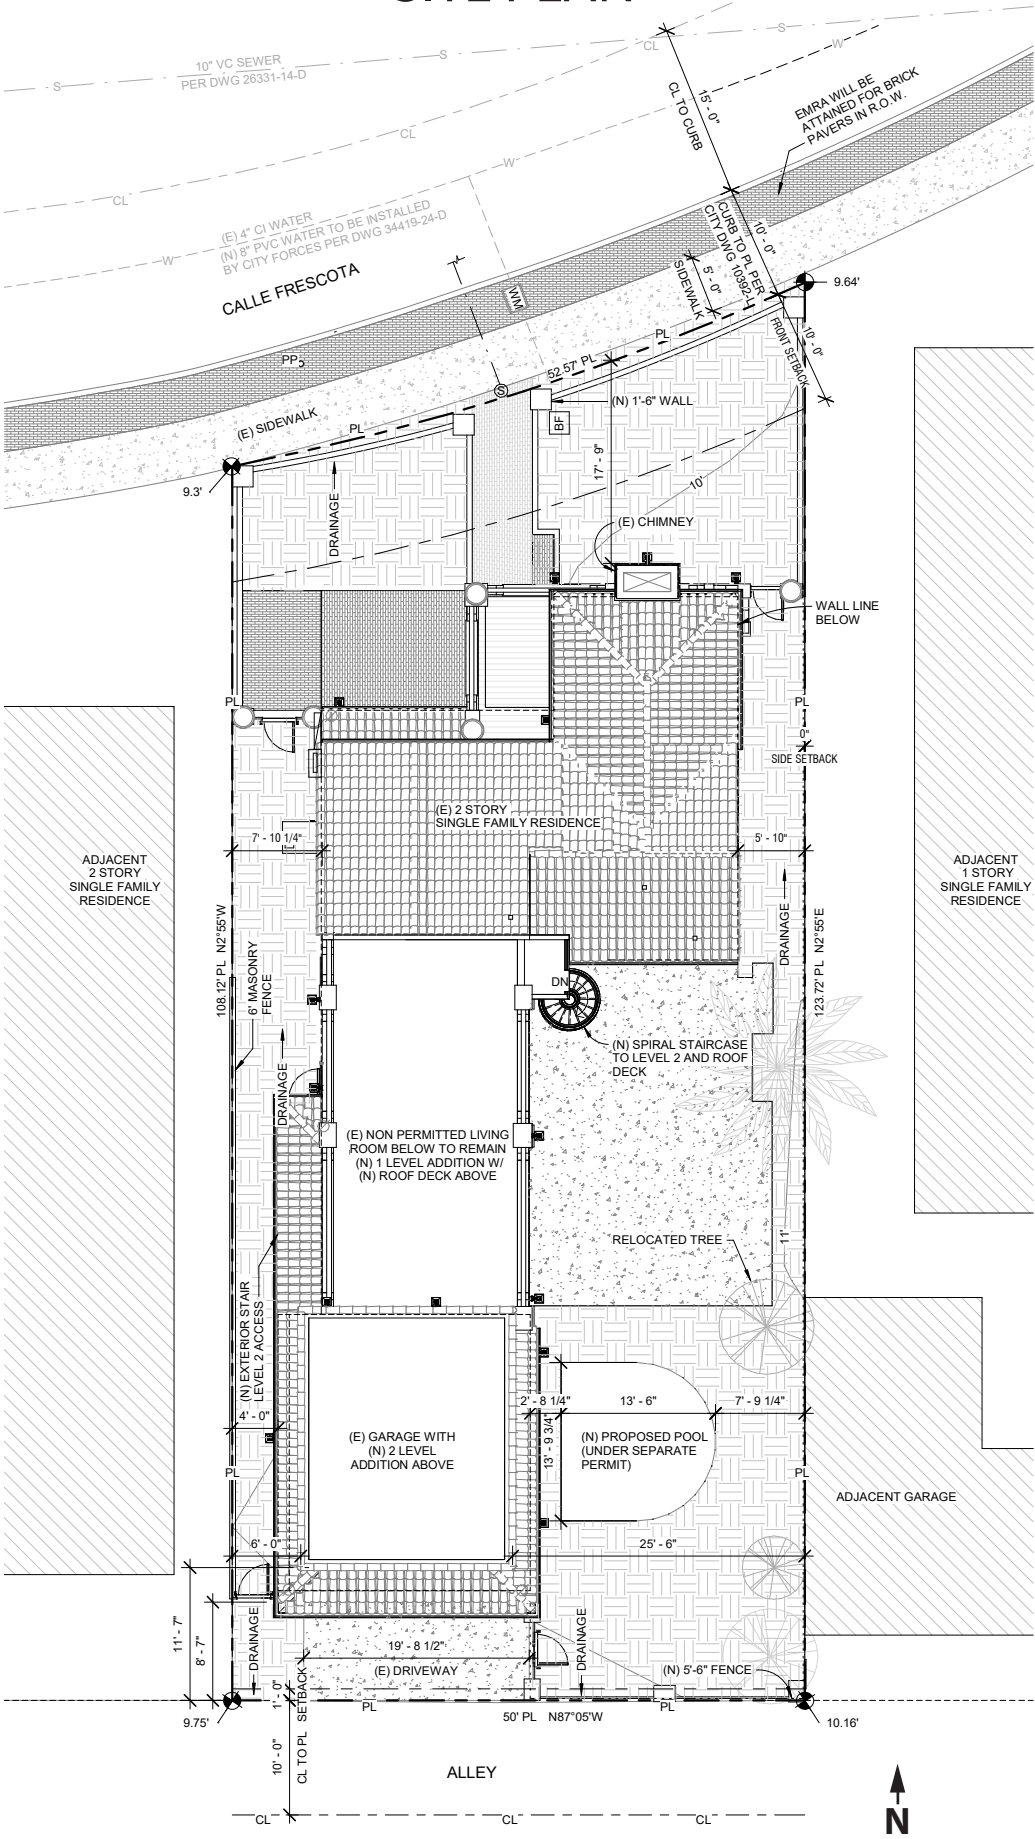 S
10" VC SEWER
PER DWG 26331-14-D
S
CL
S
W
15' - 0"
CL TO CURB
EMRA WILL BE
ATTAINED FOR BRICK
PAVERS IN R.O.W.
CL
W
CL
(E) 4" CI WATER
(N) 8" PVC WATER TO BE INSTALLED
BY CITY FORCES PER DWG 34419-24-D
W
CALLE FRESCOTA
10' - 0"
CURB TO PL PER
CITY DWG 10392-L
5' - 0"
SIDEWALK
9.64'
WM
PL
10' - 0"
FRONT SETBACK
PP
52.57' PL
S
(N) 1'-6" WALL
BF
(E) SIDEWALK
PL
17' - 9"
9.3'
DRAINAGE
10'
(E) CHIMNEY
WALL LINE
BELOW
PL
PL
0"
SIDE SETBACK
(E) 2 STORY
SINGLE FAMILY RESIDENCE
7' - 10 1/4"
5' - 10"
ADJACENT
2 STORY
SINGLE FAMILY
RESIDENCE
ADJACENT
1 STORY
SINGLE FAMILY
RESIDENCE
108.12' PL N2°55'W
6' MASONRY
FENCE
DRAINAGE
123.72' PL N2°55'E
DN
(N) SPIRAL STAIRCASE
TO LEVEL 2 AND ROOF
DECK
DRAINAGE
(E) NON PERMITTED LIVING
ROOM BELOW TO REMAIN
(N) 1 LEVEL ADDITION W/
(N) ROOF DECK ABOVE
RELOCATED TREE
11'
(N) EXTERIOR STAIR
LEVEL 2 ACCESS
4' - 0"
2' - 8 1/4"
13' - 6"
7' - 9 1/4"
13' - 9 3/4"
(E) GARAGE WITH
(N) 2 LEVEL
ADDITION ABOVE
(N) PROPOSED POOL
(UNDER SEPARATE
PERMIT)
PL
PL
ADJACENT GARAGE
6' - 0"
25' - 6"
11' - 7"
8' - 7"
DRAINAGE
19' - 8 1/2"
(E) DRIVEWAY
DRAINAGE
(N) 5'-6" FENCE
1' - 0"
SETBACK
PL
50' PL N87°05'W
PL
9.75'
10.16'
10' - 0"
CL TO PL
ALLEY
CL
CL
CL
N